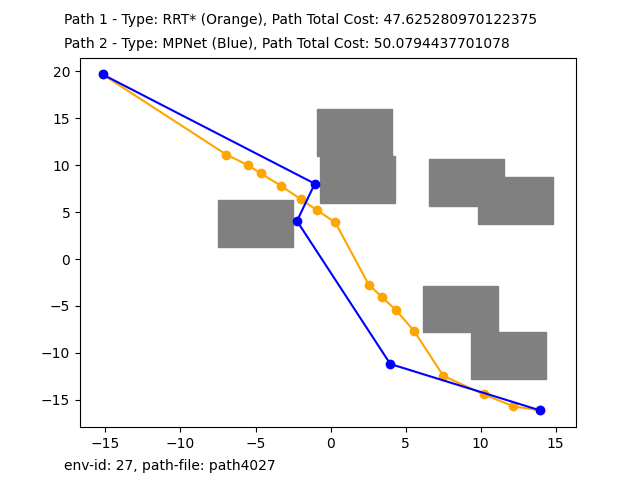 Path 1 - Type: RRT* (Orange), Path Total Cost: 47.625280970122375
Path 2 - Type: MPNet (Blue), Path Total Cost: 50.0794437701078
20
15
10
5
0
−5
−10
−15
−15 −10 −5 0 5 10 15
env-id: 27, path-file: path4027